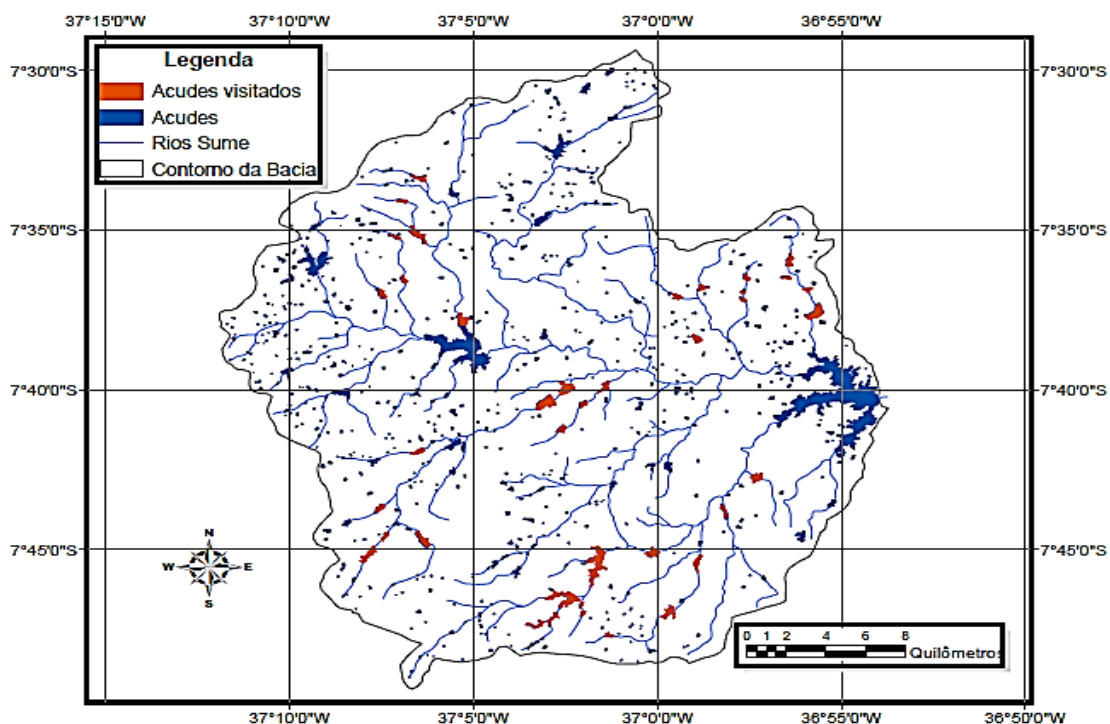 37°15'0"W 37°10'0"W 37°5'0"W 37°0'0"W 36°55'0"W 36°50'0"W
Legenda
Acudes visitados
Acudes
Rios Sume
Contorno da Bacia
7°30'0"S 7°30'0"S
7°35'0"S 7°35'0"S
7°40'0"S 7°40'0"S
7°45'0"S 7°45'0"S
N
W E
S
0 1 2 4 6 8
Quilômetros
37°15'0"W 37°10'0"W 37°5'0"W 37°0'0"W 36°55'0"W 36°50'0"W